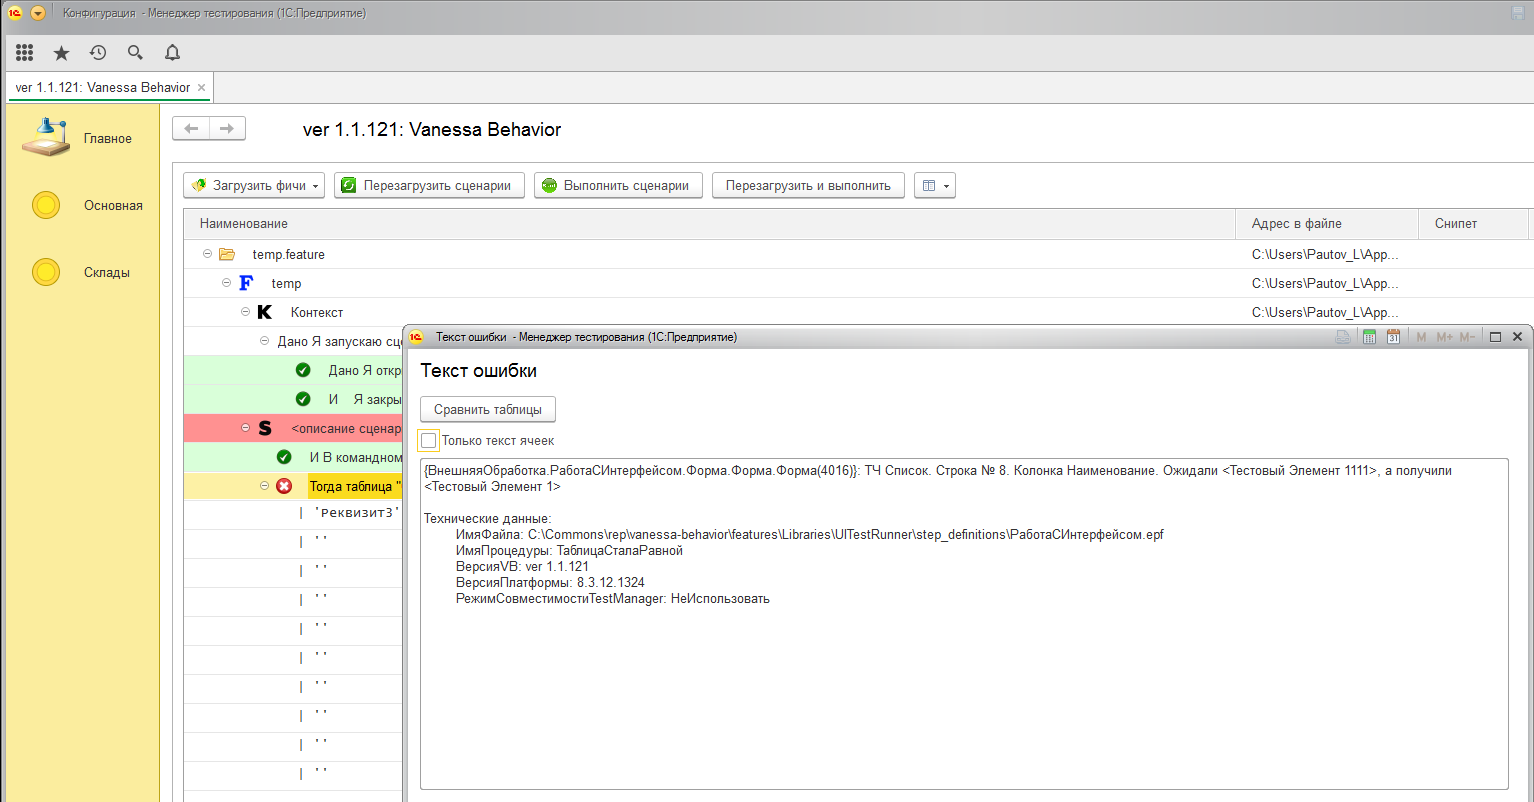 Конфигурация - Менеджер тестирования (1С:Предприятие)
ver 1.1.121: Vanessa Behavior ×
Главное
Основная
Склады
ver 1.1.121: Vanessa Behavior
Загрузить фичи
Перезагрузить сценарии
Выполнить сценарии
Перезагрузить и выполнить
Наименование Адрес в файле Снипет
temp.feature C:\Users\Pautov_L\App...
F temp C:\Users\Pautov_L\App...
K Контекст C:\Users\Pautov_L\App...
Дано Я запускаю сц
Дано Я откр
И Я закры
S <описание сценар
И В командном
Тогда таблица "
| 'Реквизит3'
| ''
| ''
| ''
| ''
| ''
| ''
| ''
| ''
| ''
Текст ошибки - Менеджер тестирования (1С:Предприятие)
31 M M+ M-
Текст ошибки
Сравнить таблицы
Только текст ячеек
{ВнешняяОбработка.РаботаСИнтерфейсом.Форма.Форма.Форма(4016)}: ТЧ Список. Строка № 8. Колонка Наименование. Ожидали <Тестовый Элемент 1111>, а получили
<Тестовый Элемент 1>
Технические данные:
ИмяФайла: C:\Commons\rep\vanessa-behavior\features\Libraries\UITestRunner\step_definitions\РаботаСИнтерфейсом.epf
ИмяПроцедуры: ТаблицаСталаРавной
ВерсияVB: ver 1.1.121
ВерсияПлатформы: 8.3.12.1324
РежимСовместимостиTestManager: НеИспользовать